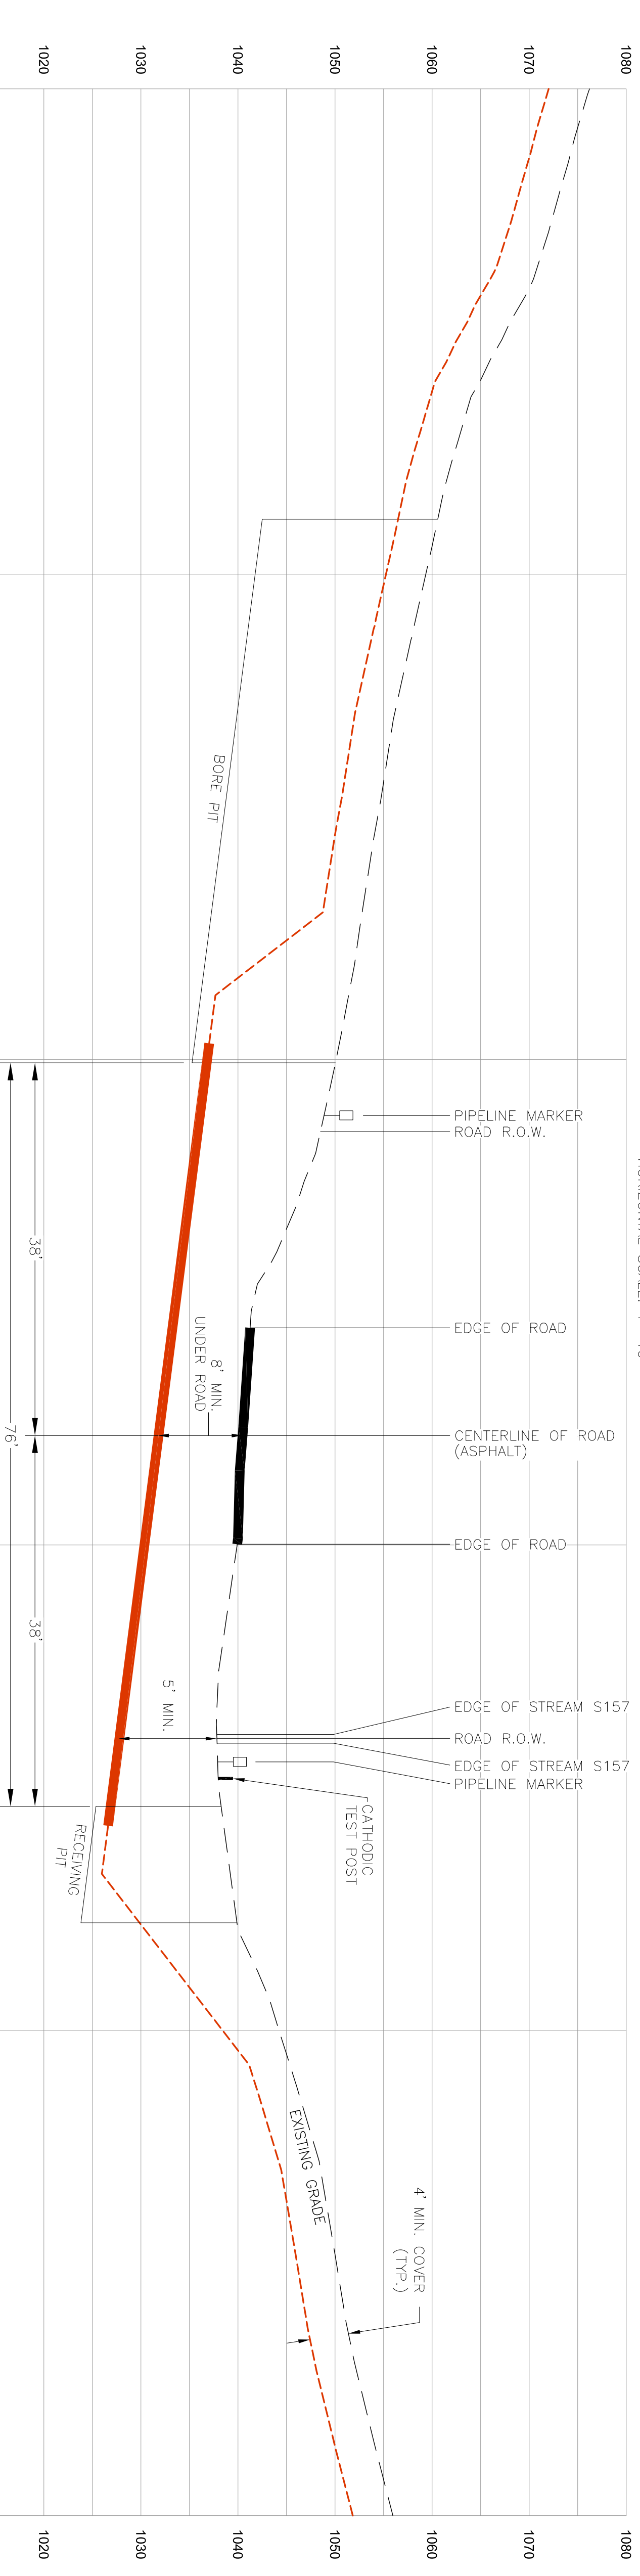 1020
1030
1040
1050
1060
1070
1080
BORE PIT
PIPELINE MARKER
ROAD R.O.W.
38'
EDGE OF ROAD
8' MIN.
UNDER ROAD
76'
CENTERLINE OF ROAD
(ASPHALT)
EDGE OF ROAD
38'
5' MIN.
EDGE OF STREAM S157
ROAD R.O.W.
EDGE OF STREAM S157
PIPELINE MARKER
CATHODIC
TEST POST
RECEIVING
PIT
EXISTING GRADE
4' MIN. COVER
(TYP.)
1020
1030
1040
1050
1060
1070
1080